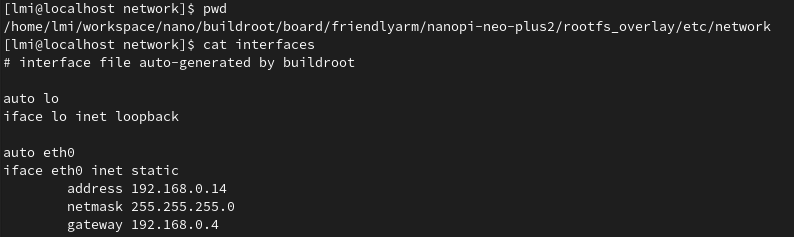 [lmi@localhost network]$ pwd
/home/lmi/workspace/nano/buildroot/board/friendlyarm/nanopi-neo-plus2/rootfs_overlay/etc/network
[lmi@localhost network]$ cat interfaces
# interface file auto-generated by buildroot

auto lo
iface lo inet loopback

auto eth0
iface eth0 inet static
        address 192.168.0.14
        netmask 255.255.255.0
        gateway 192.168.0.4